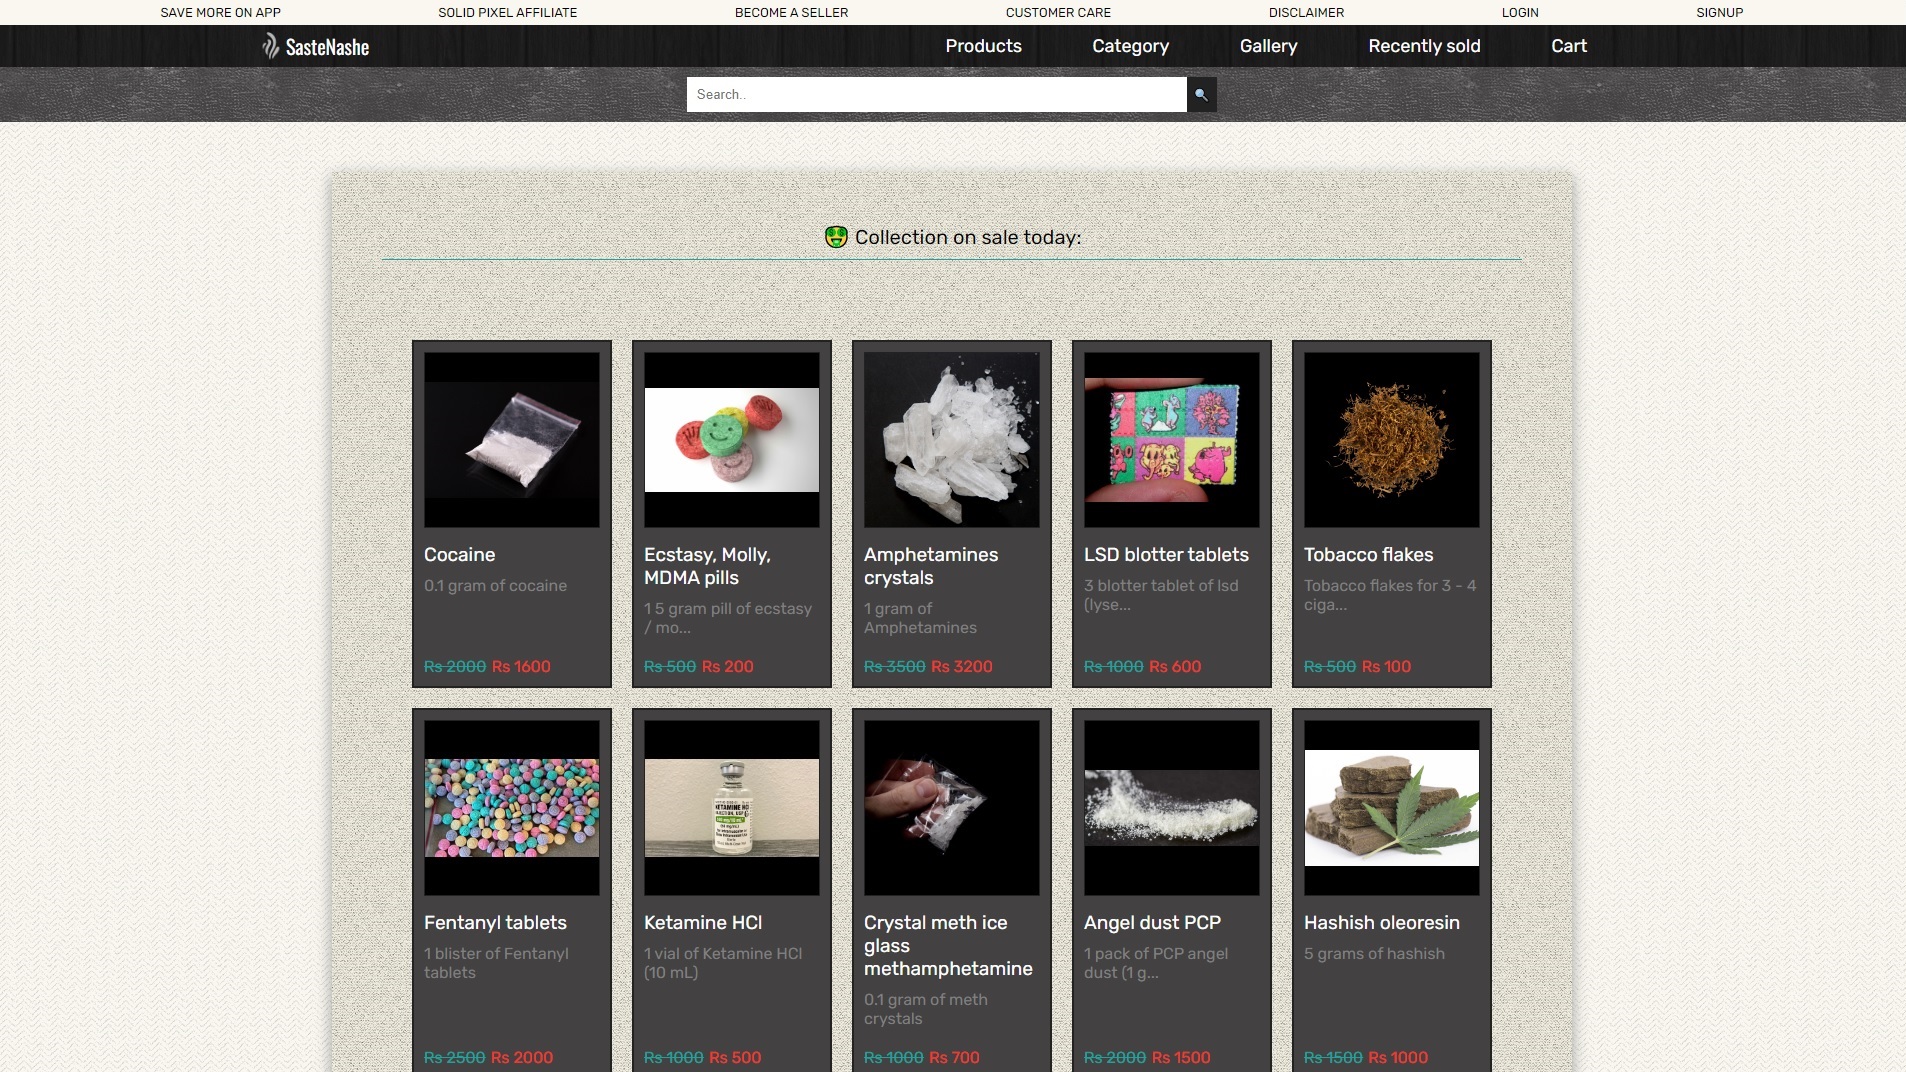 SAVE MORE ON APP
SOLID PIXEL AFFILIATE
BECOME A SELLER
CUSTOMER CARE
DISCLAIMER
LOGIN
SIGNUP
SasteNashe
Products
Category
Gallery
Recently sold
Cart
Search..
Collection on sale today:
Cocaine
0.1 gram of cocaine
Rs 2000 Rs 1600
Ecstasy, Molly,
MDMA pills
1 5 gram pill of ecstasy
/ mo...
Rs 500 Rs 200
Amphetamines
crystals
1 gram of
Amphetamines
Rs 3500 Rs 3200
LSD blotter tablets
3 blotter tablet of lsd
(lyse...
Rs 1000 Rs 600
Tobacco flakes
Tobacco flakes for 3 - 4
ciga...
Rs 500 Rs 100
Fentanyl tablets
1 blister of Fentanyl
tablets
Rs 2500 Rs 2000
KETAMINE HCl
Ketamine HCl
1 vial of Ketamine HCl
(10 mL)
Rs 1000 Rs 500
Crystal meth ice
glass
methamphetamine
0.1 gram of meth
crystals
Rs 1000 Rs 700
Angel dust PCP
1 pack of PCP angel
dust (1 g...
Rs 2000 Rs 1500
Hashish oleoresin
5 grams of hashish
Rs 1500 Rs 1000